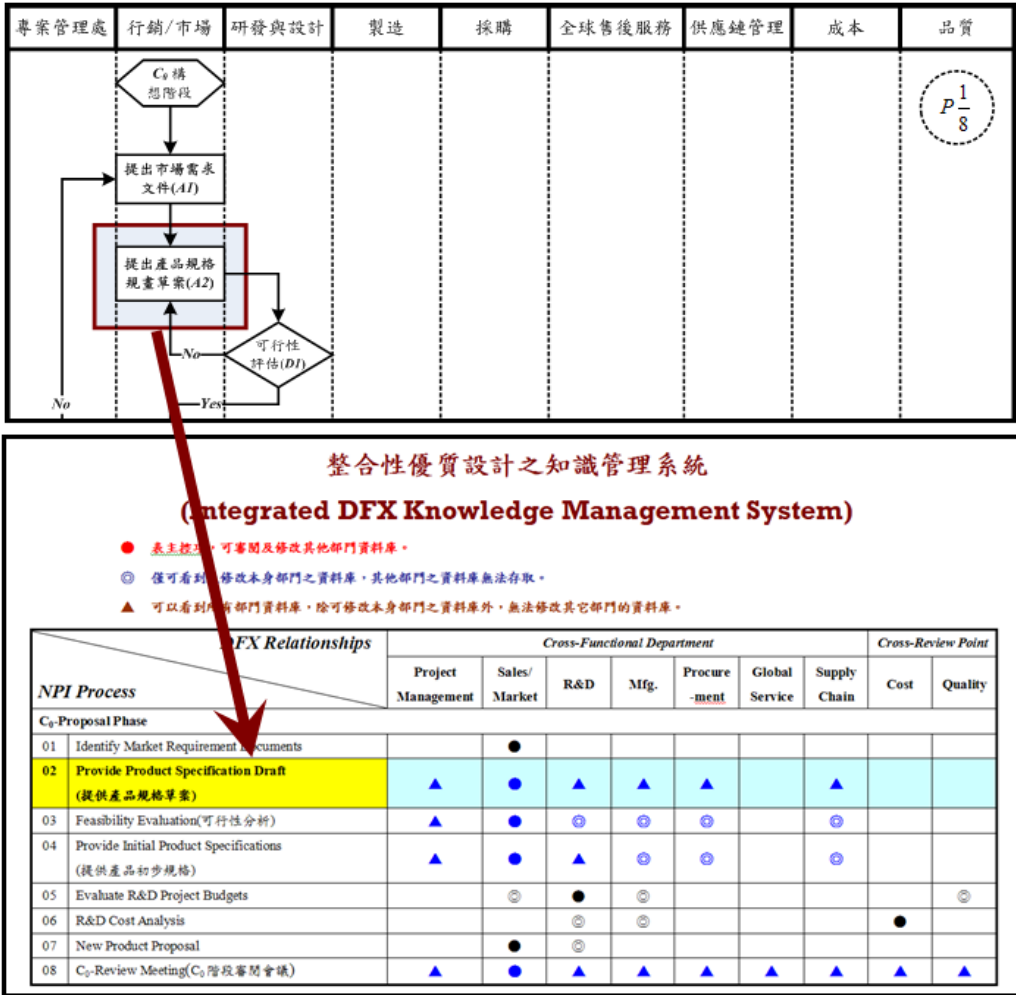 專案管理處 行銷/市場 研發與設計 製造 採購 全球售後服務 供應鏈管理 成本 品質
C₀ 構
想階段
P 1/8
提出市場需求
文件(A1)
提出產品規格
規畫草案(A2)
可行性
評估(D1)
No
No
Yes
整合性優質設計之知識管理系統
(Integrated DFX Knowledge Management System)
● 表主控 ,可審閱及修改其他部門資料庫。
◎ 僅可看到 修改本身部門之資料庫,其他部門之資料庫無法存取。
▲ 可以看到所有部門資料庫,除可修改本身部門之資料庫外,無法修改其它部門的資料庫。
DFX Relationships Cross-Functional Department Cross-Review Point
NPI Process
Project
Management
Sales/
Market
R&D
Mfg.
Procure
-ment
Global
Service
Supply
Chain
Cost
Quality
C₀-Proposal Phase
01 Identify Market Requirement Documents ●
02 Provide Product Specification Draft
(提供產品規格草案) ▲ ● ▲ ▲ ▲ ▲
03 Feasibility Evaluation(可行性分析) ▲ ● ◎ ◎ ◎ ◎
04 Provide Initial Product Specifications
(提供產品初步規格) ▲ ● ▲ ◎ ◎ ◎
05 Evaluate R&D Project Budgets ◎ ● ◎ ◎
06 R&D Cost Analysis ◎ ◎ ●
07 New Product Proposal ● ◎
08 C₀-Review Meeting(C₀階段審閱會議) ▲ ● ▲ ▲ ▲ ▲ ▲ ▲ ▲